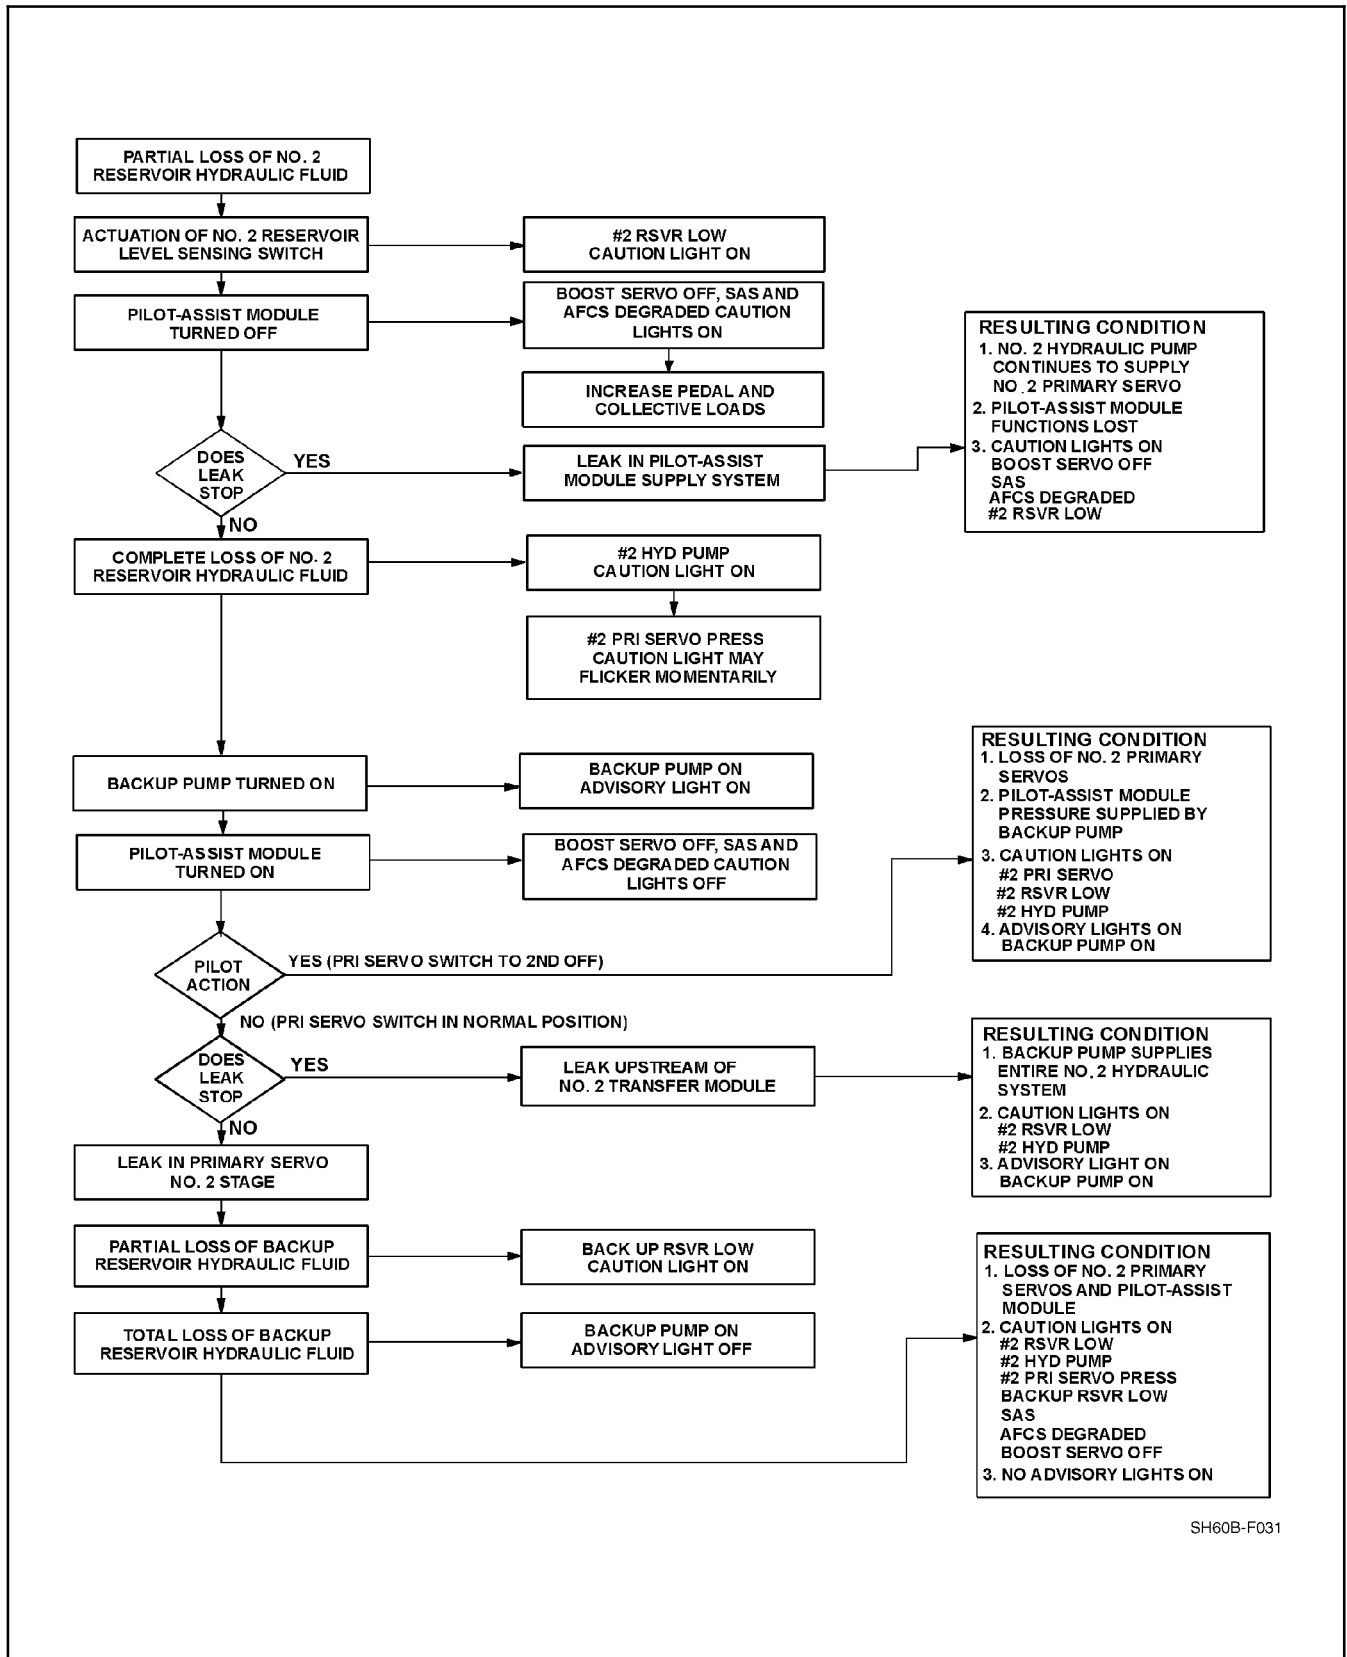 PARTIAL LOSS OF NO. 2
RESERVOIR HYDRAULIC FLUID
ACTUATION OF NO. 2 RESERVOIR
LEVEL SENSING SWITCH
#2 RSVR LOW
CAUTION LIGHT ON
PILOT-ASSIST MODULE
TURNED OFF
BOOST SERVO OFF, SAS AND
AFCS DEGRADED CAUTION
LIGHTS ON
INCREASE PEDAL AND
COLLECTIVE LOADS
DOES
LEAK
STOP
YES
LEAK IN PILOT-ASSIST
MODULE SUPPLY SYSTEM
RESULTING CONDITION
1. NO. 2 HYDRAULIC PUMP
CONTINUES TO SUPPLY
NO. 2 PRIMARY SERVO
2. PILOT-ASSIST MODULE
FUNCTIONS LOST
3. CAUTION LIGHTS ON
BOOST SERVO OFF
SAS
AFCS DEGRADED
#2 RSVR LOW
NO
COMPLETE LOSS OF NO. 2
RESERVOIR HYDRAULIC FLUID
#2 HYD PUMP
CAUTION LIGHT ON
#2 PRI SERVO PRESS
CAUTION LIGHT MAY
FLICKER MOMENTARILY
BACKUP PUMP TURNED ON
BACKUP PUMP ON
ADVISORY LIGHT ON
PILOT-ASSIST MODULE
TURNED ON
BOOST SERVO OFF, SAS AND
AFCS DEGRADED CAUTION
LIGHTS OFF
PILOT
ACTION
YES (PRI SERVO SWITCH TO 2ND OFF)
RESULTING CONDITION
1. LOSS OF NO. 2 PRIMARY
SERVOS
2. PILOT-ASSIST MODULE
PRESSURE SUPPLIED BY
BACKUP PUMP
3. CAUTION LIGHTS ON
#2 PRI SERVO
#2 RSVR LOW
#2 HYD PUMP
4. ADVISORY LIGHTS ON
BACKUP PUMP ON
NO (PRI SERVO SWITCH IN NORMAL POSITION)
DOES
LEAK
STOP
YES
LEAK UPSTREAM OF
NO. 2 TRANSFER MODULE
RESULTING CONDITION
1. BACKUP PUMP SUPPLIES
ENTIRE NO. 2 HYDRAULIC
SYSTEM
2. CAUTION LIGHTS ON
#2 RSVR LOW
#2 HYD PUMP
3. ADVISORY LIGHT ON
BACKUP PUMP ON
NO
LEAK IN PRIMARY SERVO
NO. 2 STAGE
PARTIAL LOSS OF BACKUP
RESERVOIR HYDRAULIC FLUID
BACK UP RSVR LOW
CAUTION LIGHT ON
TOTAL LOSS OF BACKUP
RESERVOIR HYDRAULIC FLUID
BACKUP PUMP ON
ADVISORY LIGHT OFF
RESULTING CONDITION
1. LOSS OF NO. 2 PRIMARY
SERVOS AND PILOT-ASSIST
MODULE
2. CAUTION LIGHTS ON
#2 RSVR LOW
#2 HYD PUMP
#2 PRI SERVO PRESS
BACKUP RSVR LOW
SAS
AFCS DEGRADED
BOOST SERVO OFF
3. NO ADVISORY LIGHTS ON
SH60B-F031